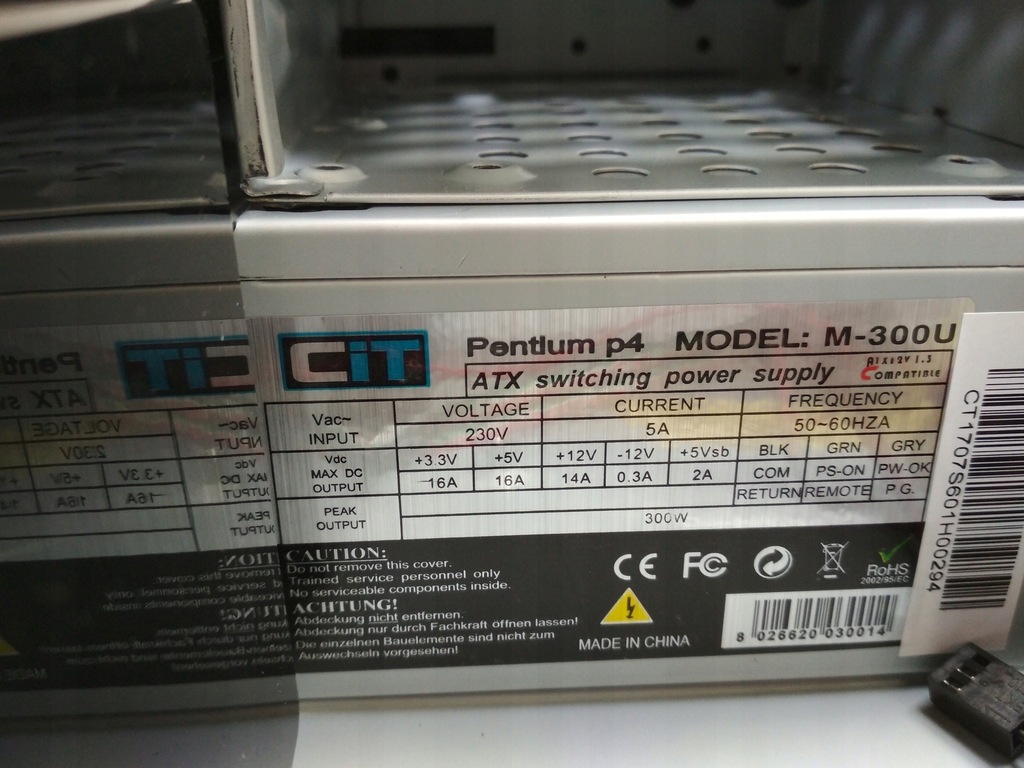 CiT
Pentium p4 MODEL: M-300U
ATX switching power supply
ATX12V 1.3
COMPATIBLE
Vac~ INPUT VOLTAGE CURRENT FREQUENCY
230V 5A 50~60HZA
Vdc MAX DC OUTPUT +3.3V +5V +12V -12V +5Vsb BLK GRN GRY
16A 16A 14A 0.3A 2A COM PS-ON PW-OK
RETURN REMOTE P G.
PEAK OUTPUT 300W
CAUTION:
Do not remove this cover.
Trained service personnel only
No serviceable components inside.
ACHTUNG!
Abdeckung nicht entfernen.
Abdeckung nur durch Fachkraft öffnen lassen!
Die einzelnen Bauelemente sind nicht zum
Auswechseln vorgesehen!
CE FC
RoHS
2002/95/EC
MADE IN CHINA
8 026620 030014
CT1707S601H00294